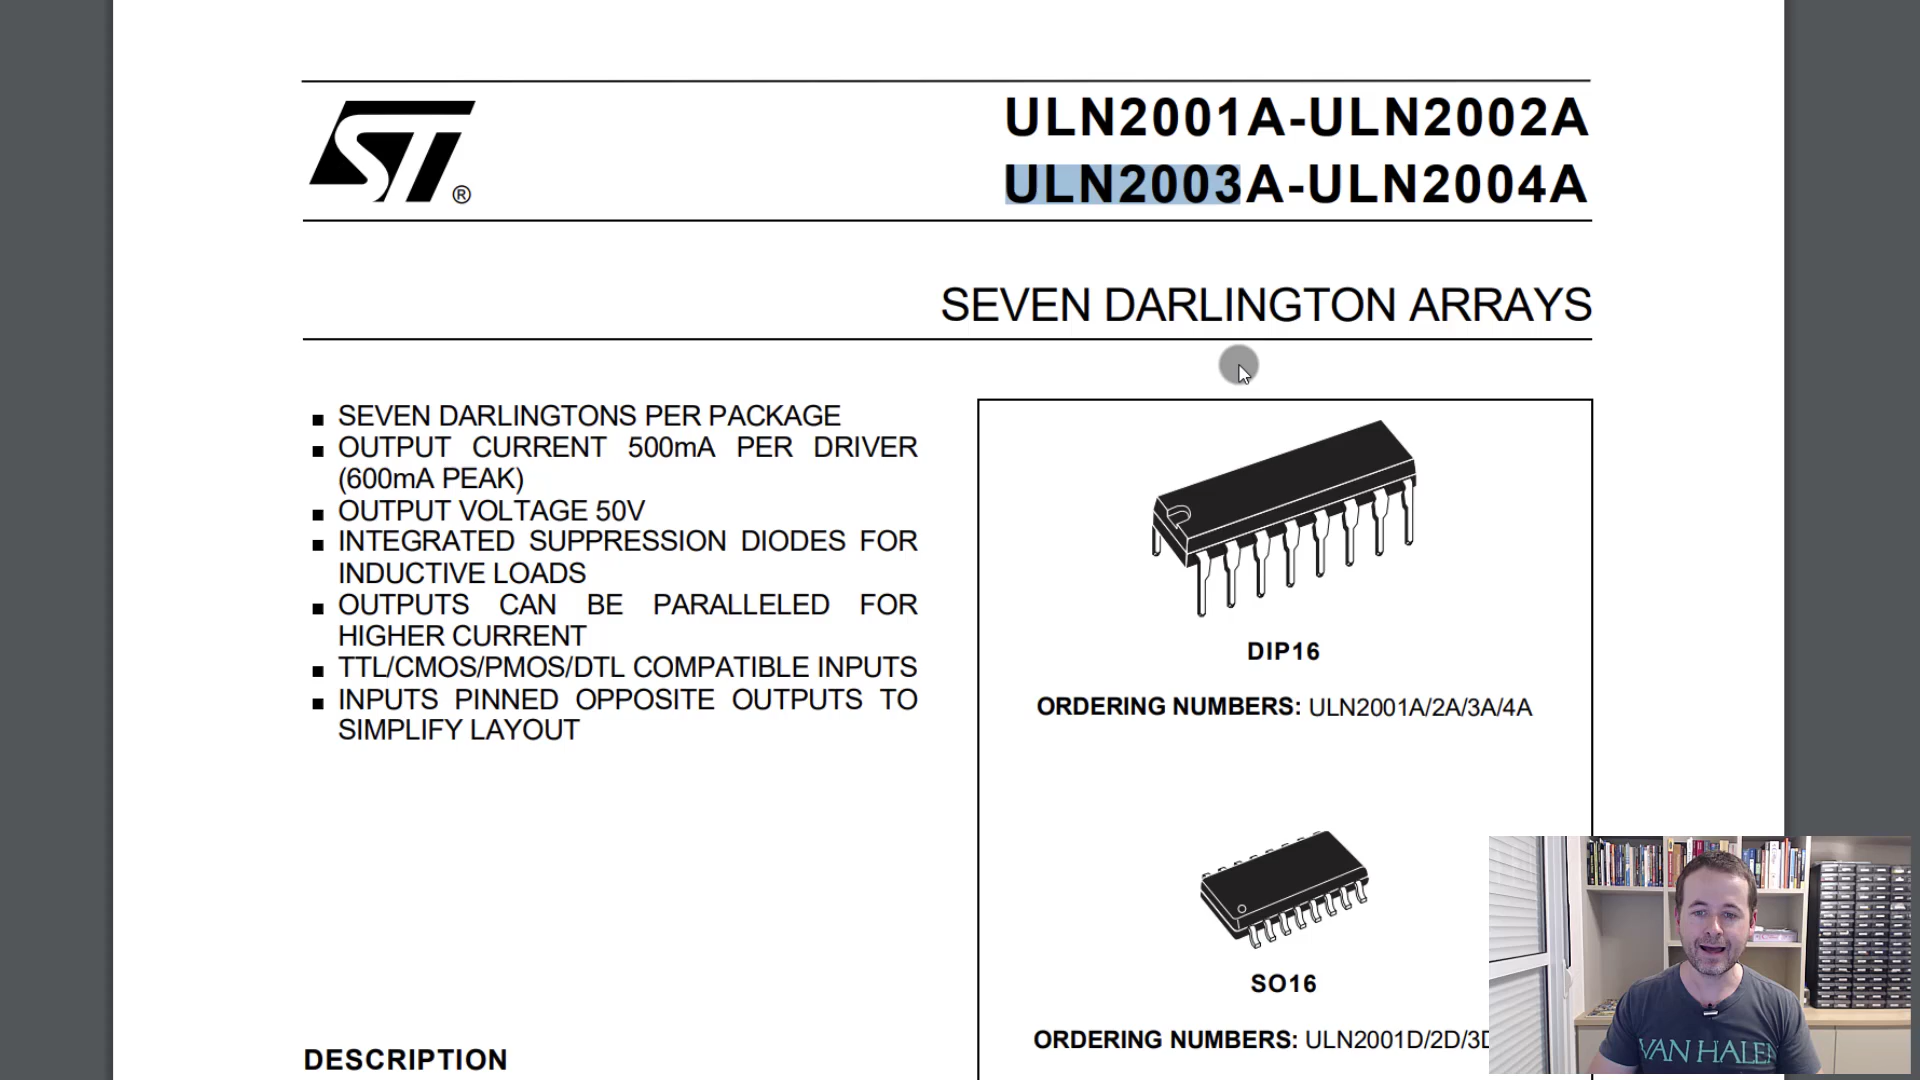 ULN2001A-ULN2002A
ST®
ULN2003A-ULN2004A
SEVEN DARLINGTON ARRAYS
■ SEVEN DARLINGTONS PER PACKAGE
■ OUTPUT CURRENT 500mA PER DRIVER
(600mA PEAK)
■ OUTPUT VOLTAGE 50V
■ INTEGRATED SUPPRESSION DIODES FOR
INDUCTIVE LOADS
■ OUTPUTS CAN BE PARALLELED FOR
HIGHER CURRENT
■ TTL/CMOS/PMOS/DTL COMPATIBLE INPUTS
■ INPUTS PINNED OPPOSITE OUTPUTS TO
SIMPLIFY LAYOUT
DIP16
ORDERING NUMBERS: ULN2001A/2A/3A/4A
SO16
ORDERING NUMBERS: ULN2001D/2D/3D
DESCRIPTION
VAN HALEN